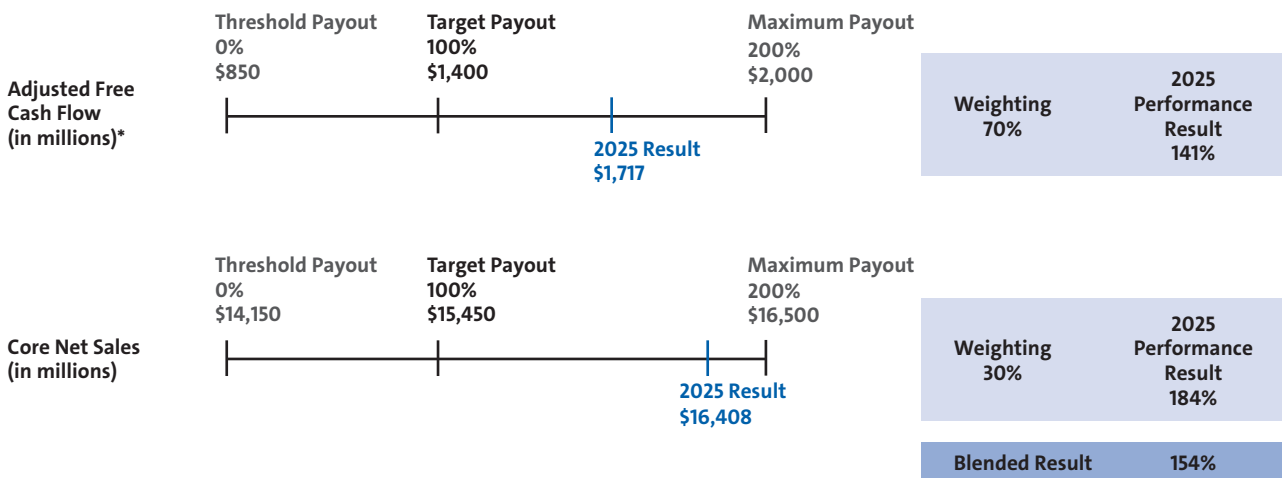 Threshold Payout
0%
$850
Target Payout
100%
$1,400
Maximum Payout
200%
$2,000
Adjusted Free
Cash Flow
(in millions)*
2025 Result
$1,717
Weighting
70%
2025
Performance
Result
141%
Threshold Payout
0%
$14,150
Target Payout
100%
$15,450
Maximum Payout
200%
$16,500
Core Net Sales
(in millions)
2025 Result
$16,408
Weighting
30%
2025
Performance
Result
184%
Blended Result 154%